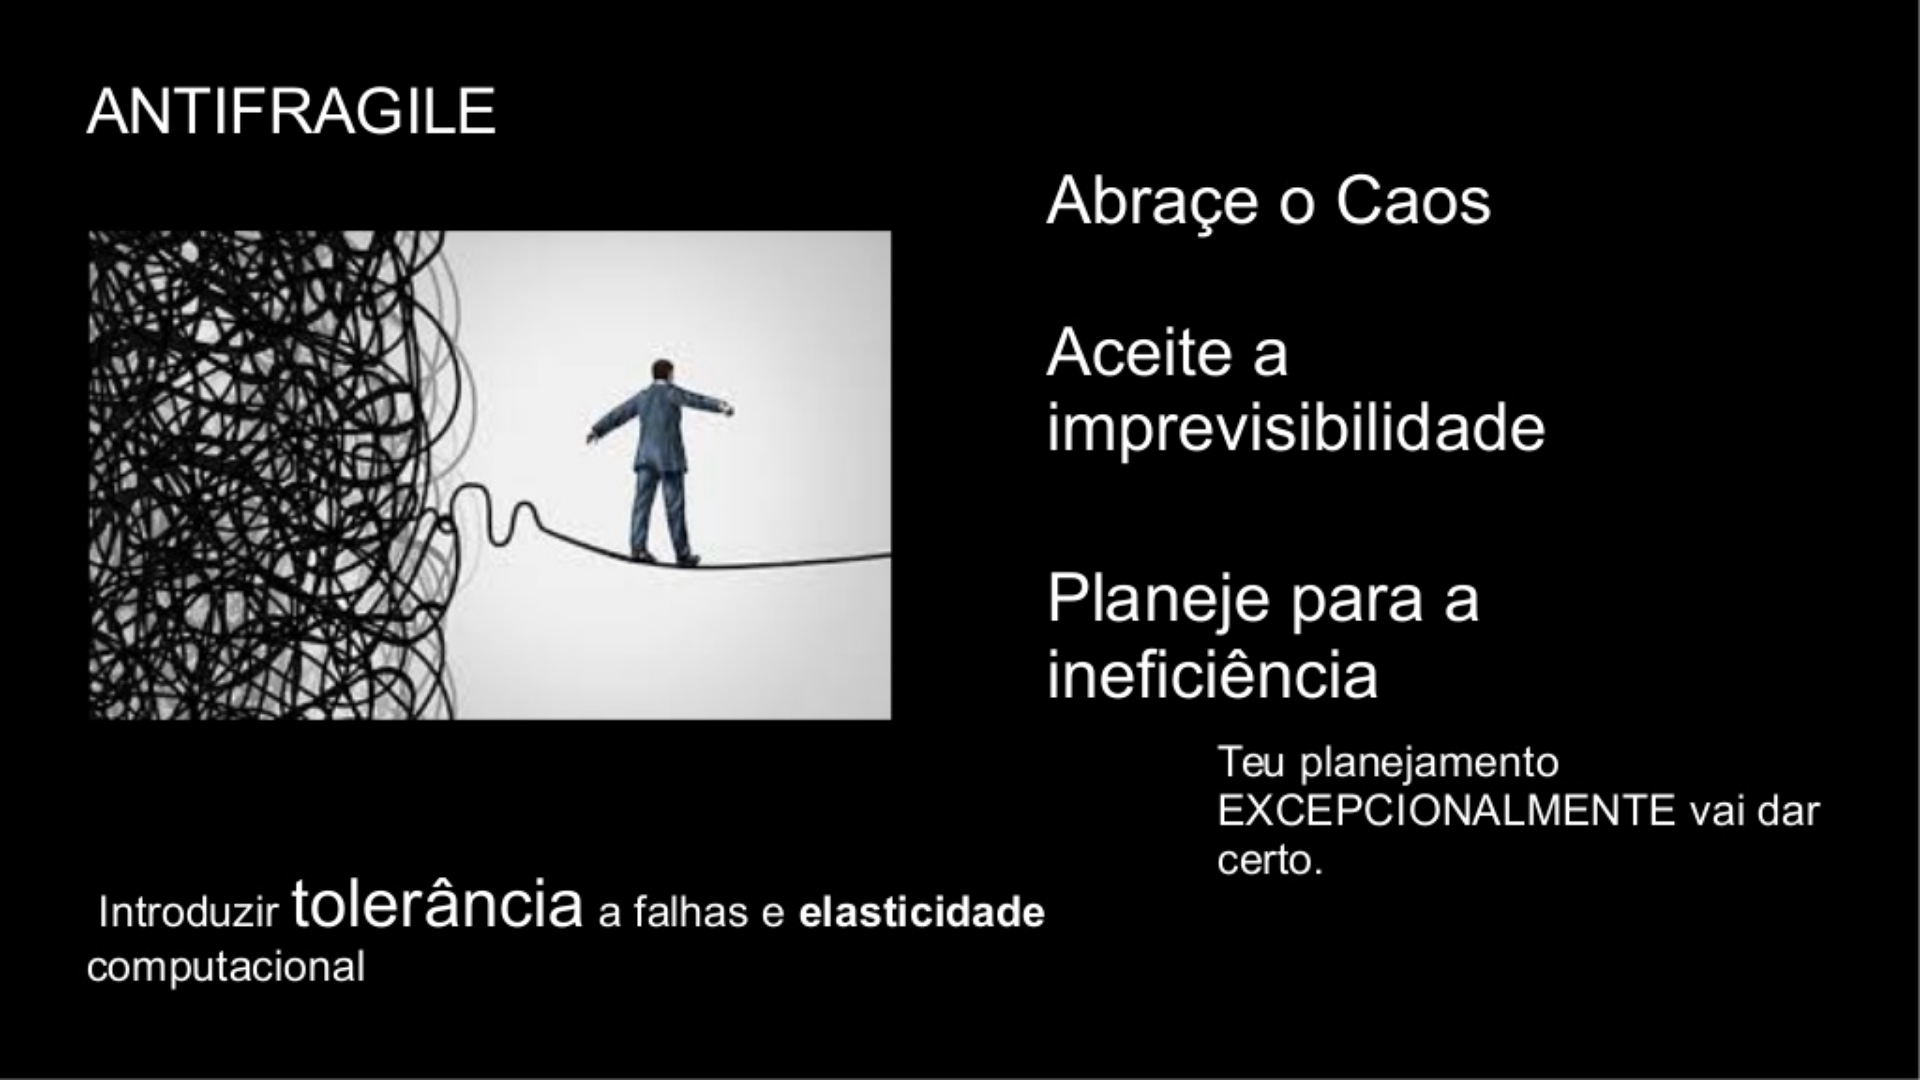 ANTIFRAGILE
Abraçe o Caos
Aceite a
imprevisibilidade
Planeje para a
ineficiência
Teu planejamento
EXCEPCIONALMENTE vai dar
certo.
Introduzir tolerância a falhas e elasticidade
computacional